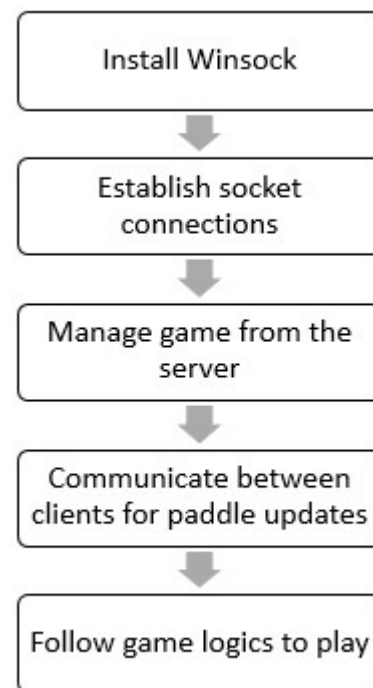 Install Winsock
Establish socket
connections
Manage game from the
server
Communicate between
clients for paddle updates
Follow game logics to play